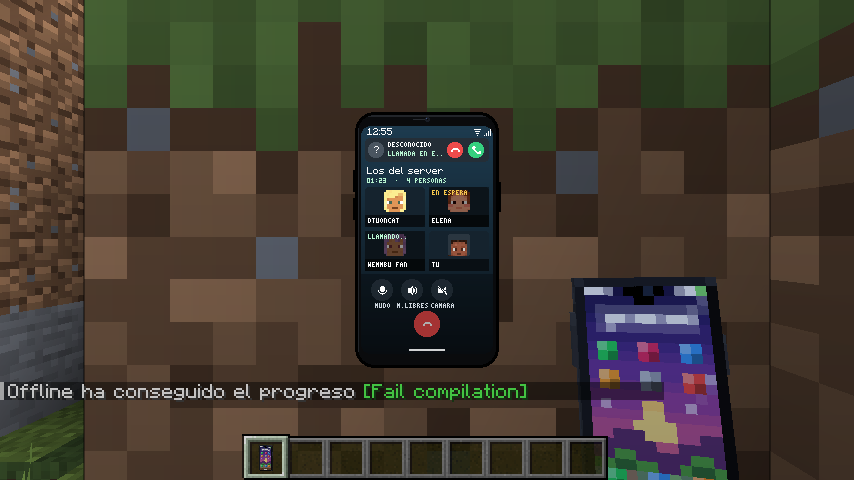 12:55
?
DESCONOCIDO
LLAMADA EN E..
Los del server
01:23 · 4 PERSONAS
EN ESPERA
DTUONCAT
ELENA
LLAMANDO..
WEMMBU FAN
TU
MUDO
M.LIBRES
CAMARA
Offline ha conseguido el progreso [Fail compilation]